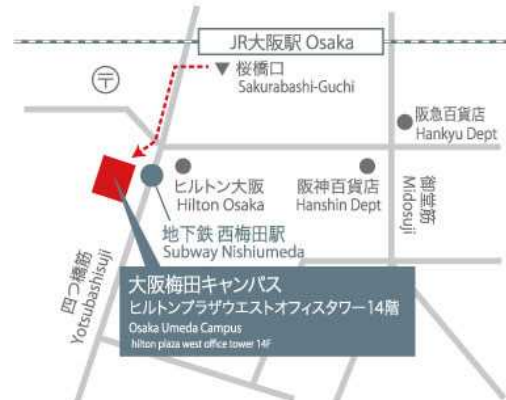 JR大阪駅 Osaka
桜橋口
Sakurabashi-Guchi
〒
阪急百貨店
Hankyu Dept
ヒルトン大阪
Hilton Osaka
阪神百貨店
Hanshin Dept
御堂筋
Midosuji
地下鉄 西梅田駅
Subway Nishiumeda
四つ橋筋
Yotsubashisuji
大阪梅田キャンパス
ヒルトンプラザウエストオフィスタワー14階
Osaka Umeda Campus
hilton plaza west office tower 14F